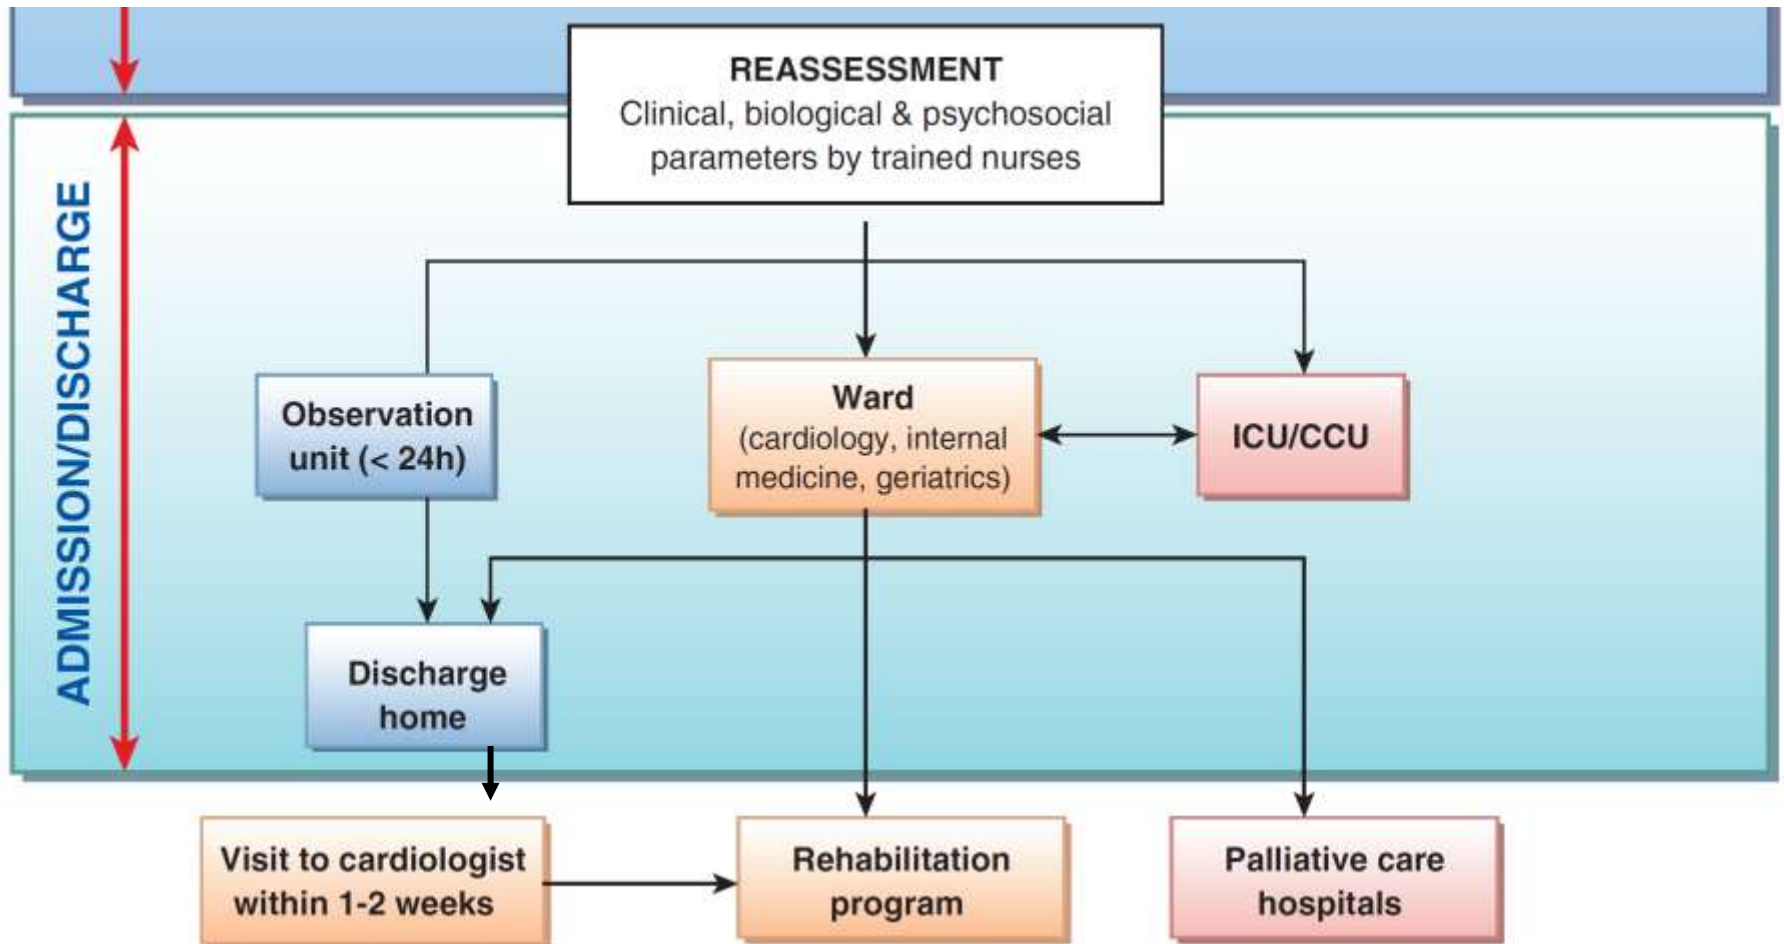 REASSESSMENT
Clinical, biological & psychosocial
parameters by trained nurses
ADMISSION/DISCHARGE
Observation
unit (< 24h)
Ward
(cardiology, internal
medicine, geriatrics)
ICU/CCU
Discharge
home
Visit to cardiologist
within 1-2 weeks
Rehabilitation
program
Palliative care
hospitals